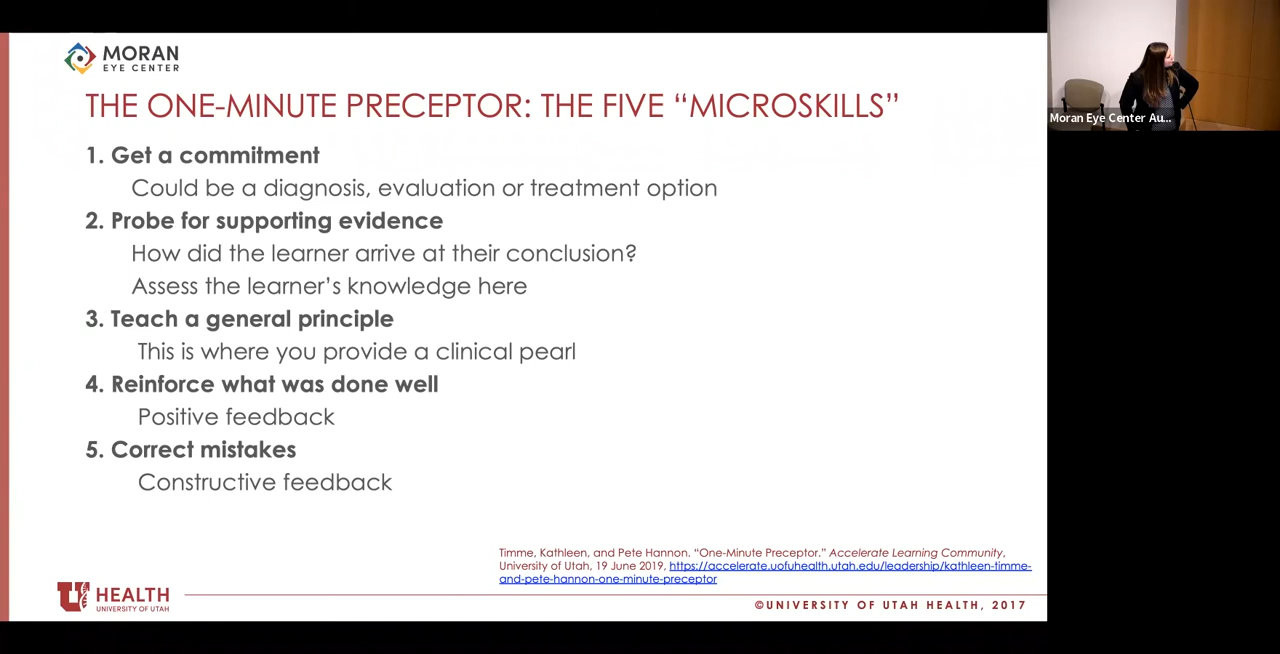 MORAN
EYE CENTER
THE ONE-MINUTE PRECEPTOR: THE FIVE “MICROSKILLS”
1. Get a commitment
Could be a diagnosis, evaluation or treatment option
2. Probe for supporting evidence
How did the learner arrive at their conclusion?
Assess the learner’s knowledge here
3. Teach a general principle
This is where you provide a clinical pearl
4. Reinforce what was done well
Positive feedback
5. Correct mistakes
Constructive feedback
Timme, Kathleen, and Pete Hannon. “One-Minute Preceptor.” Accelerate Learning Community,
University of Utah, 19 June 2019, https://accelerate.uofuhealth.utah.edu/leadership/kathleen-timme-
and-pete-hannon-one-minute-preceptor
U HEALTH
UNIVERSITY OF UTAH
©UNIVERSITY OF UTAH HEALTH, 2017
Moran Eye Center Au...